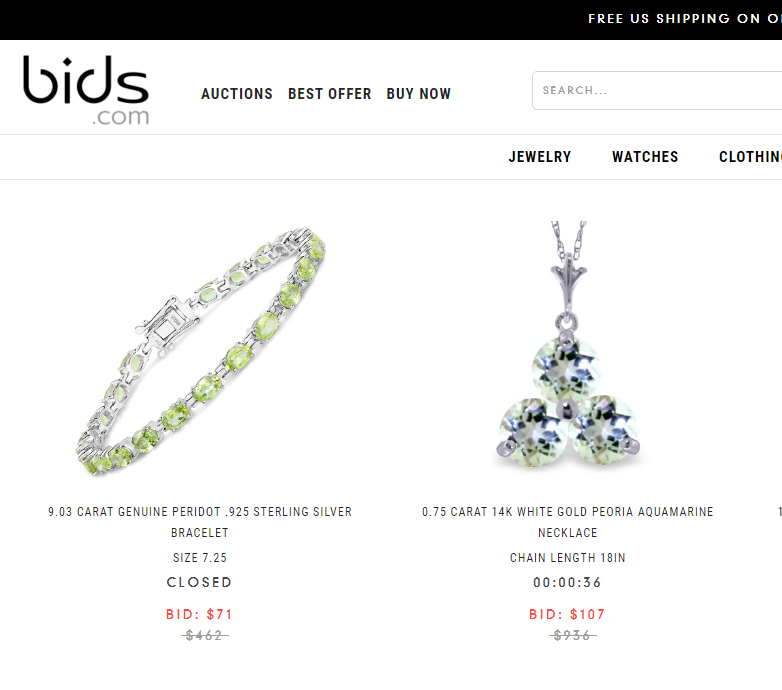 FREE US SHIPPING ON
bids
.com
AUCTIONS BEST OFFER BUY NOW
SEARCH...
JEWELRY WATCHES CLOTHIN
9.03 CARAT GENUINE PERIDOT .925 STERLING SILVER
BRACELET
SIZE 7.25
CLOSED
BID: $71
$462
0.75 CARAT 14K WHITE GOLD PEORIA AQUAMARINE
NECKLACE
CHAIN LENGTH 18IN
00:00:36
BID: $107
$936